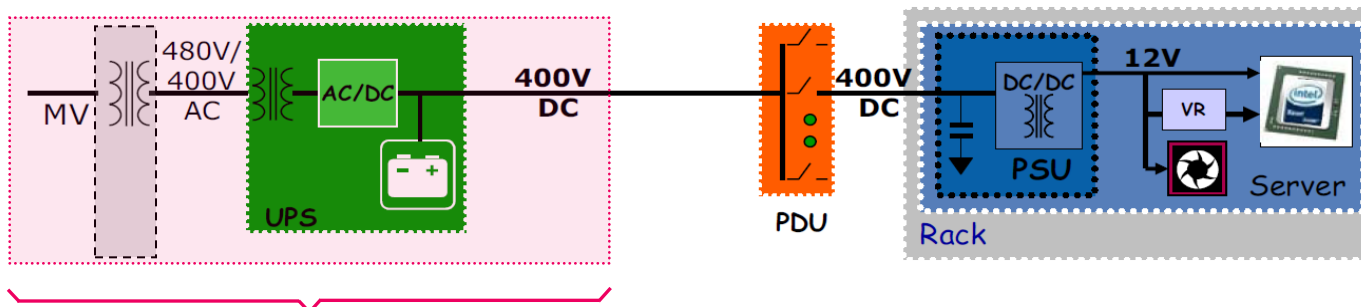 MV
480V/
400V
AC
AC/DC
UPS
400V
DC
PDU
400V
DC
DC/DC
PSU
12V
VR
intel
Server
Rack